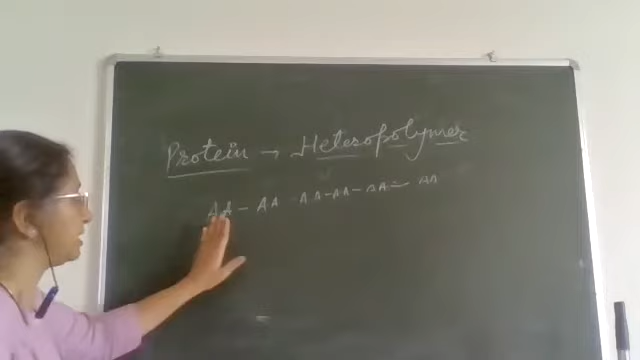 Protein → Heteropolymer
AA - AA AA - AA - AA - AA